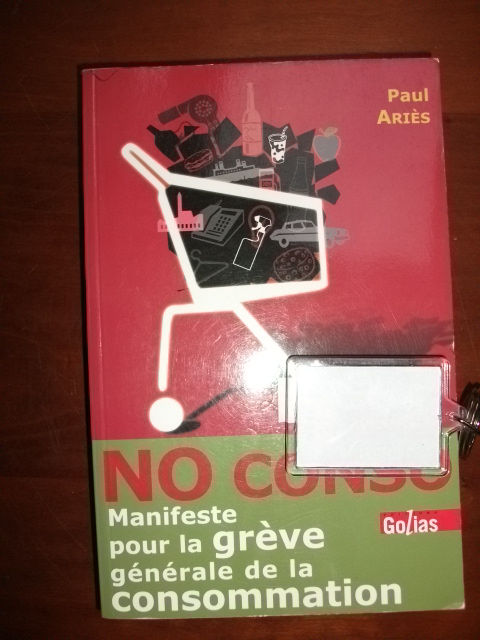 Paul
ARIÈS
NO CONSO
Manifeste
pour la grève
générale de la
consommation
Golias